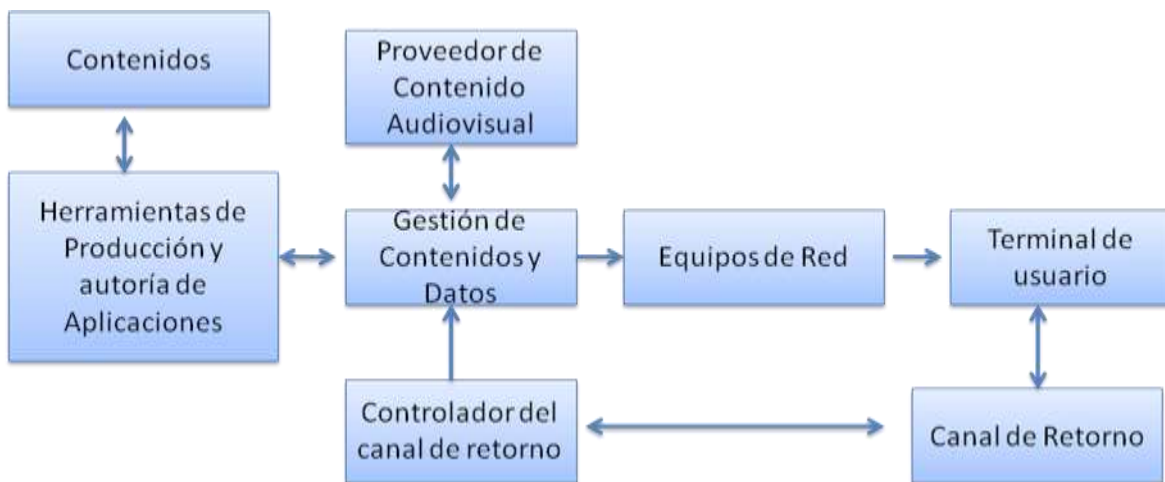 Contenidos
Proveedor de
Contenido
Audiovisual
Herramientas de
Producción y
autoría de
Aplicaciones
Gestión de
Contenidos y
Datos
Equipos de Red
Terminal de
usuario
Controlador del
canal de retorno
Canal de Retorno